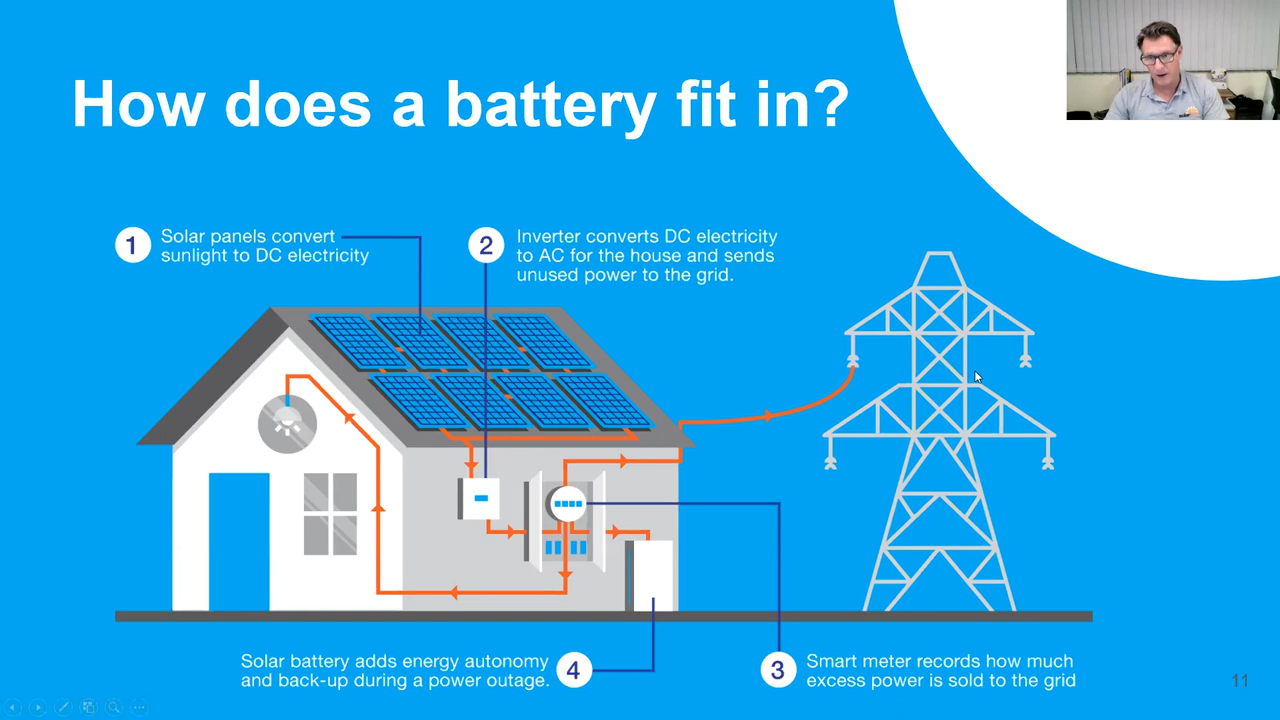 How does a battery fit in?
1
Solar panels convert
sunlight to DC electricity
2
Inverter converts DC electricity
to AC for the house and sends
unused power to the grid.
Solar battery adds energy autonomy
and back-up during a power outage.
4
3
Smart meter records how much
excess power is sold to the grid
11